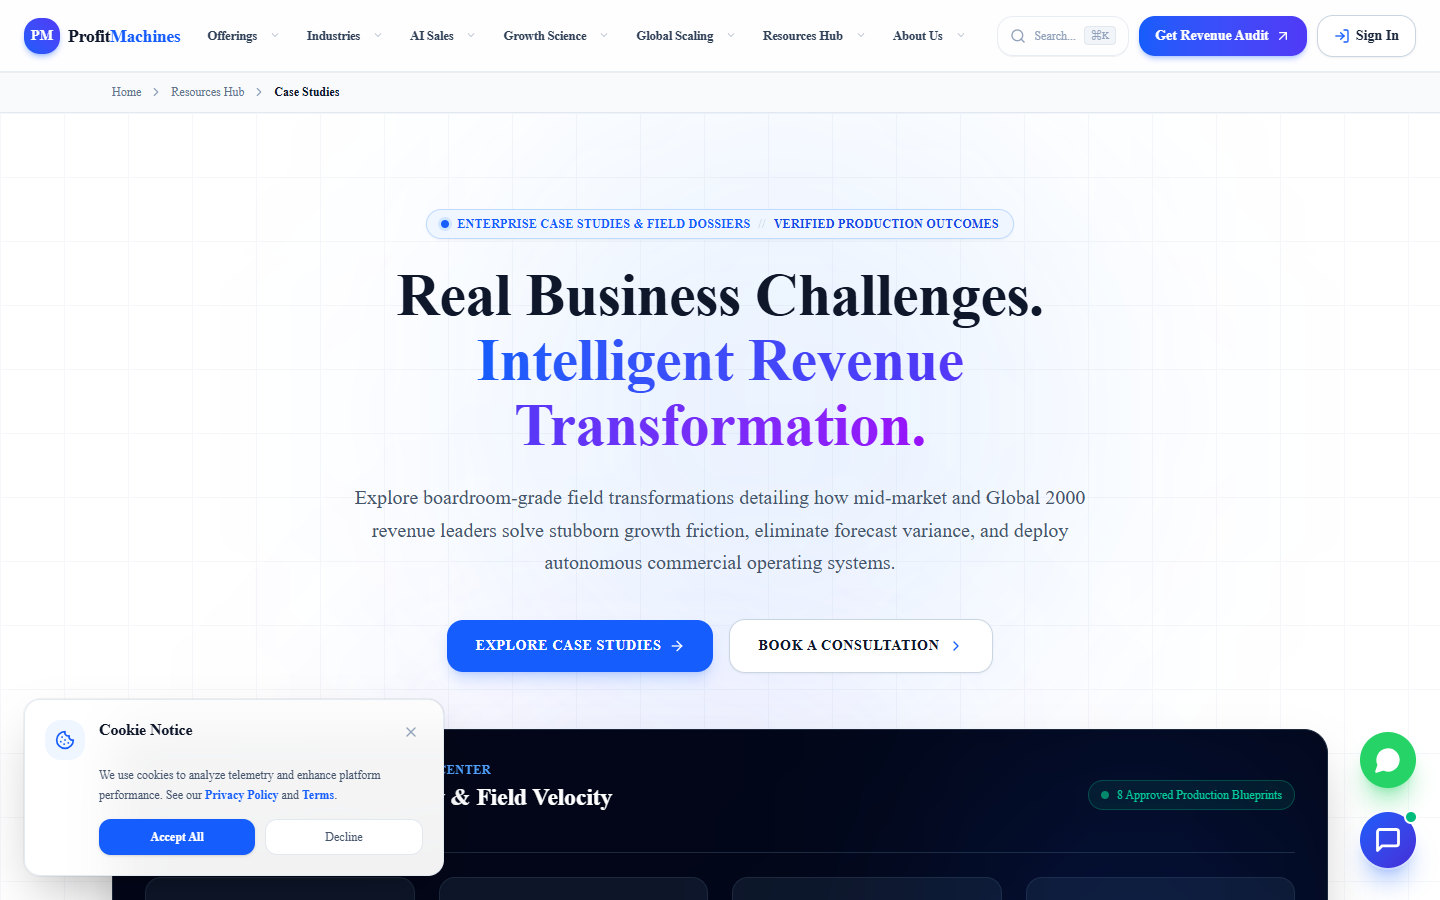 PM ProfitMachines Offerings Industries AI Sales Growth Science Global Scaling Resources Hub About Us Search... ⌘K Get Revenue Audit Sign In
Home Resources Hub Case Studies
ENTERPRISE CASE STUDIES & FIELD DOSSIERS // VERIFIED PRODUCTION OUTCOMES
Real Business Challenges.
Intelligent Revenue
Transformation.
Explore boardroom-grade field transformations detailing how mid-market and Global 2000
revenue leaders solve stubborn growth friction, eliminate forecast variance, and deploy
autonomous commercial operating systems.
EXPLORE CASE STUDIES BOOK A CONSULTATION
Cookie Notice
We use cookies to analyze telemetry and enhance platform
performance. See our Privacy Policy and Terms.
Accept All Decline
CENTER
& Field Velocity
8 Approved Production Blueprints